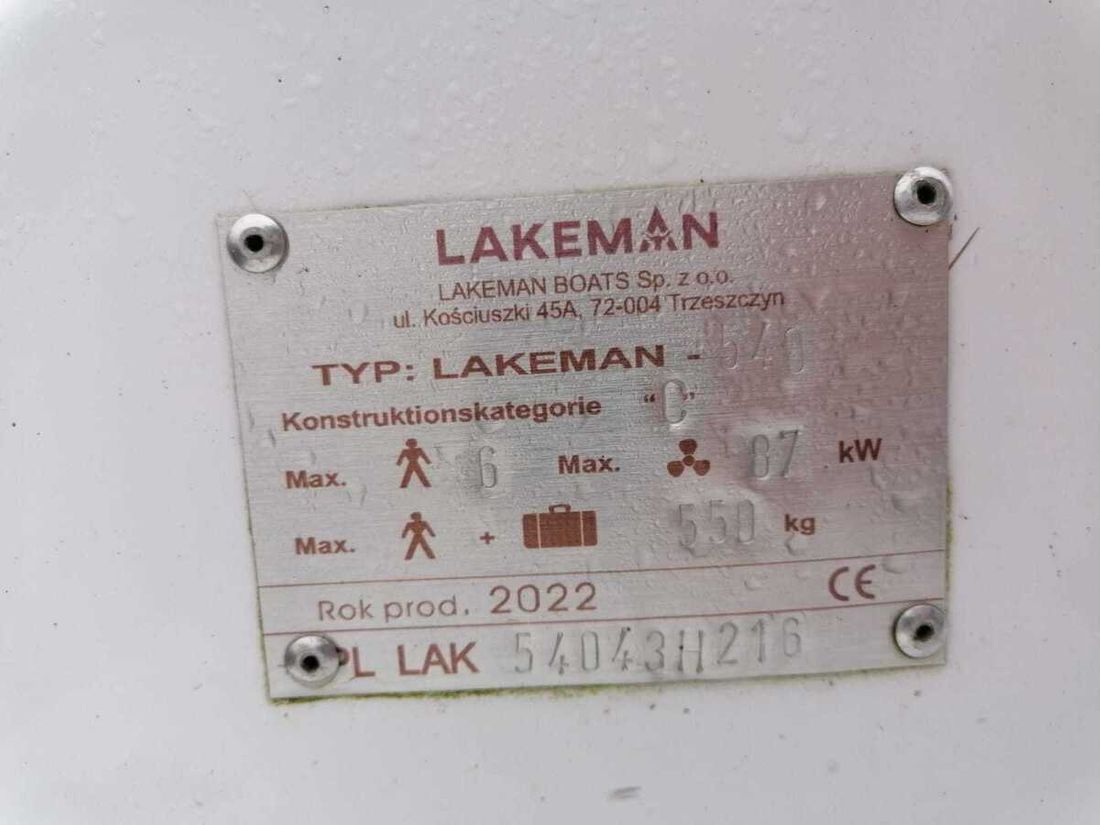 LAKEMAN
LAKEMAN BOATS Sp. z o.o.
ul. Kościuszki 45A, 72-004 Trzeszczyn
TYP: LAKEMAN - 540
Konstruktionskategorie "C"
Max. 6 Max. 87 kW
Max. + 550 kg
Rok prod. 2022 CE
PL LAK 54043H216